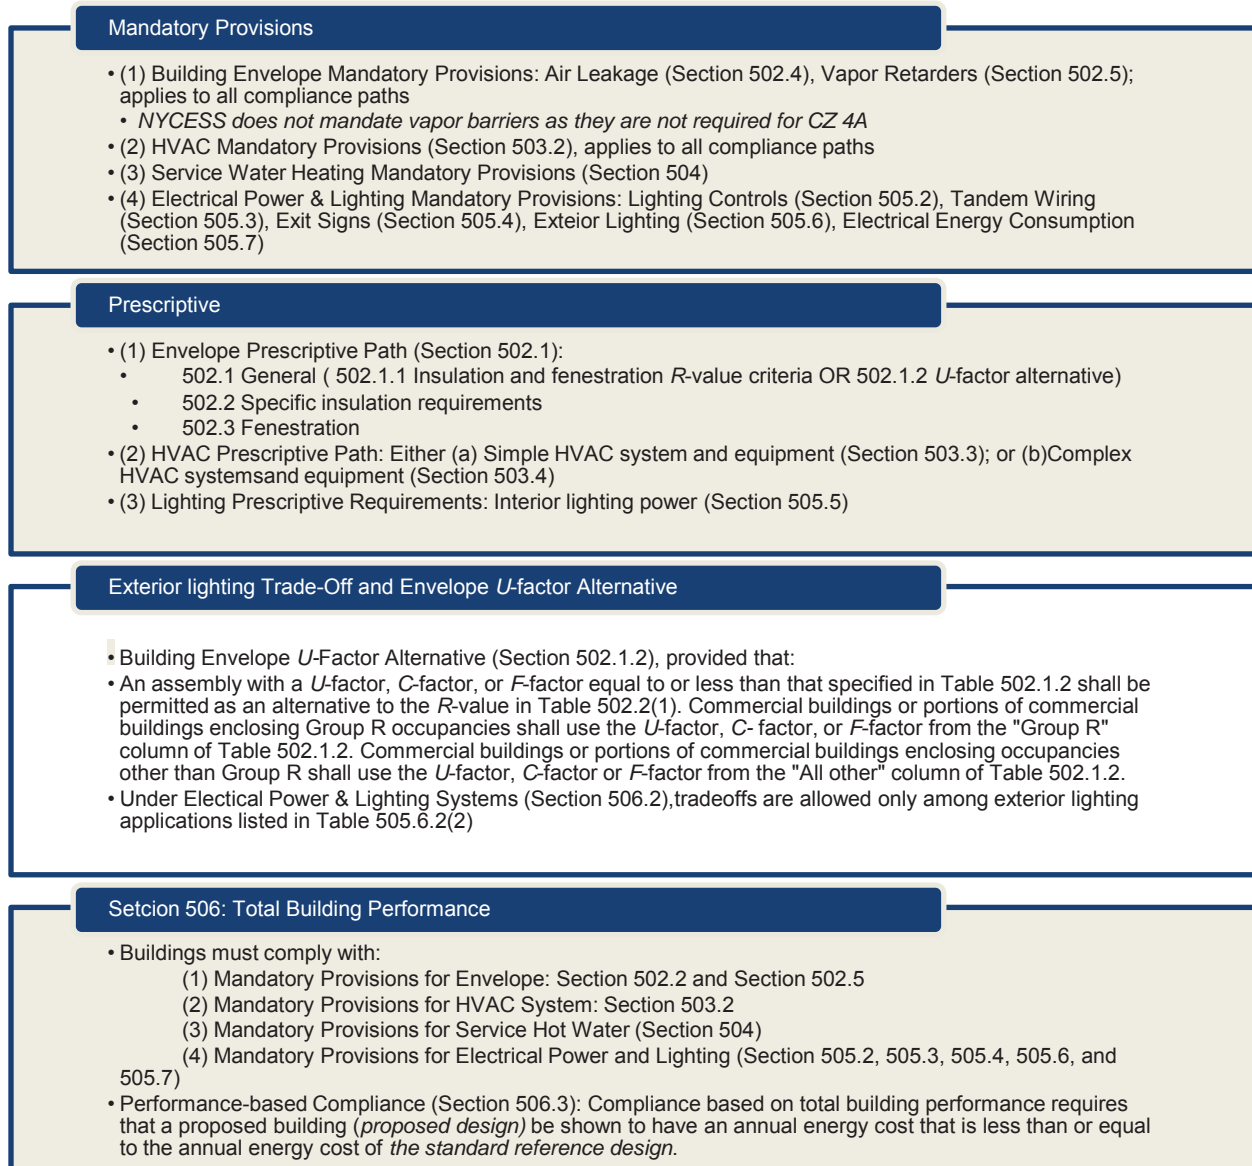 Mandatory Provisions
• (1) Building Envelope Mandatory Provisions: Air Leakage (Section 502.4), Vapor Retarders (Section 502.5);
applies to all compliance paths
• NYCESS does not mandate vapor barriers as they are not required for CZ 4A
• (2) HVAC Mandatory Provisions (Section 503.2), applies to all compliance paths
• (3) Service Water Heating Mandatory Provisions (Section 504)
• (4) Electrical Power & Lighting Mandatory Provisions: Lighting Controls (Section 505.2), Tandem Wiring
(Section 505.3), Exit Signs (Section 505.4), Exteior Lighting (Section 505.6), Electrical Energy Consumption
(Section 505.7)
Prescriptive
• (1) Envelope Prescriptive Path (Section 502.1):
• 502.1 General ( 502.1.1 Insulation and fenestration R-value criteria OR 502.1.2 U-factor alternative)
• 502.2 Specific insulation requirements
• 502.3 Fenestration
• (2) HVAC Prescriptive Path: Either (a) Simple HVAC system and equipment (Section 503.3); or (b)Complex
HVAC systemsand equipment (Section 503.4)
• (3) Lighting Prescriptive Requirements: Interior lighting power (Section 505.5)
Exterior lighting Trade-Off and Envelope U-factor Alternative
• Building Envelope U-Factor Alternative (Section 502.1.2), provided that:
• An assembly with a U-factor, C-factor, or F-factor equal to or less than that specified in Table 502.1.2 shall be
permitted as an alternative to the R-value in Table 502.2(1). Commercial buildings or portions of commercial
buildings enclosing Group R occupancies shall use the U-factor, C- factor, or F-factor from the "Group R"
column of Table 502.1.2. Commercial buildings or portions of commercial buildings enclosing occupancies
other than Group R shall use the U-factor, C-factor or F-factor from the "All other" column of Table 502.1.2.
• Under Electical Power & Lighting Systems (Section 506.2),tradeoffs are allowed only among exterior lighting
applications listed in Table 505.6.2(2)
Setcion 506: Total Building Performance
• Buildings must comply with:
(1) Mandatory Provisions for Envelope: Section 502.2 and Section 502.5
(2) Mandatory Provisions for HVAC System: Section 503.2
(3) Mandatory Provisions for Service Hot Water (Section 504)
(4) Mandatory Provisions for Electrical Power and Lighting (Section 505.2, 505.3, 505.4, 505.6, and
505.7)
• Performance-based Compliance (Section 506.3): Compliance based on total building performance requires
that a proposed building (proposed design) be shown to have an annual energy cost that is less than or equal
to the annual energy cost of the standard reference design.